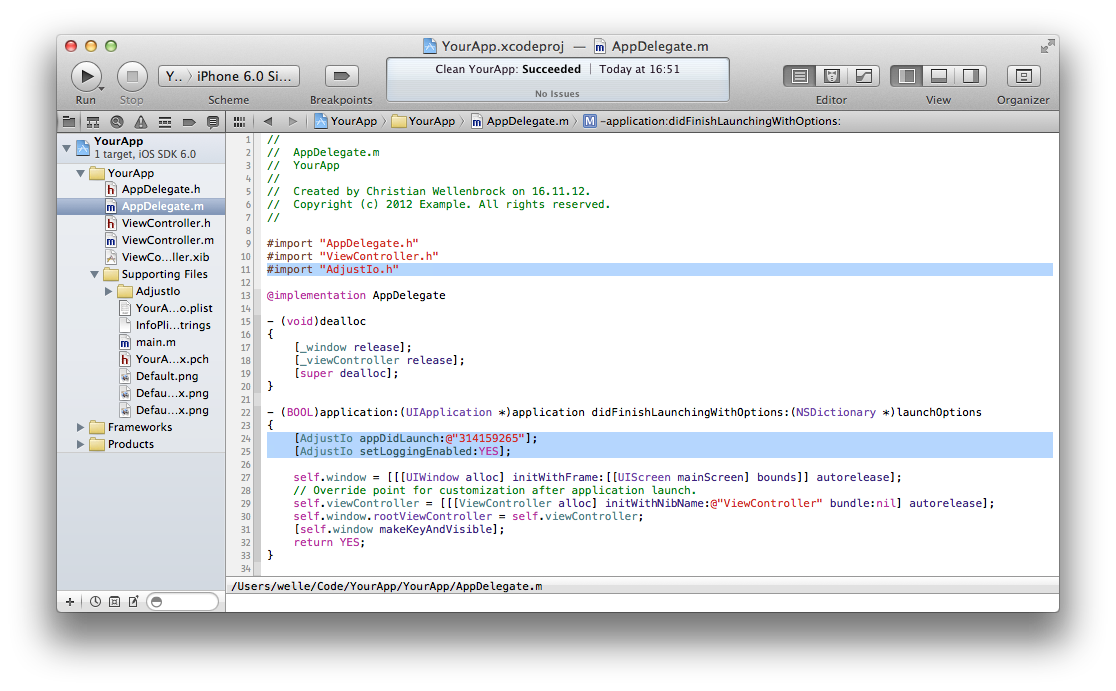 YourApp.xcodeproj — AppDelegate.m
Run
Stop
Y.. 〉 iPhone 6.0 Si...
Scheme
Breakpoints
Clean YourApp: Succeeded | Today at 16:51
No Issues
Editor
View
Organizer
YourApp 〉 YourApp 〉 AppDelegate.m 〉 M -application:didFinishLaunchingWithOptions:
YourApp
1 target, iOS SDK 6.0
YourApp
h AppDelegate.h
m AppDelegate.m
h ViewController.h
m ViewController.m
ViewCo...ller.xib
Supporting Files
AdjustIo
YourA...o.plist
InfoPli...trings
m main.m
h YourA...x.pch
Default.png
Defau...x.png
Defau...x.png
Frameworks
Products
1 //
2 //  AppDelegate.m
3 //  YourApp
4 //
5 //  Created by Christian Wellenbrock on 16.11.12.
6 //  Copyright (c) 2012 Example. All rights reserved.
7 //
8
9 #import "AppDelegate.h"
10 #import "ViewController.h"
11 #import "AdjustIo.h"
12
13 @implementation AppDelegate
14
15 - (void)dealloc
16 {
17     [_window release];
18     [_viewController release];
19     [super dealloc];
20 }
21
22 - (BOOL)application:(UIApplication *)application didFinishLaunchingWithOptions:(NSDictionary *)launchOptions
23 {
24     [AdjustIo appDidLaunch:@"314159265"];
25     [AdjustIo setLoggingEnabled:YES];
26
27     self.window = [[[UIWindow alloc] initWithFrame:[[UIScreen mainScreen] bounds]] autorelease];
28     // Override point for customization after application launch.
29     self.viewController = [[[ViewController alloc] initWithNibName:@"ViewController" bundle:nil] autorelease];
30     self.window.rootViewController = self.viewController;
31     [self.window makeKeyAndVisible];
32     return YES;
33 }
34
/Users/welle/Code/YourApp/YourApp/AppDelegate.m